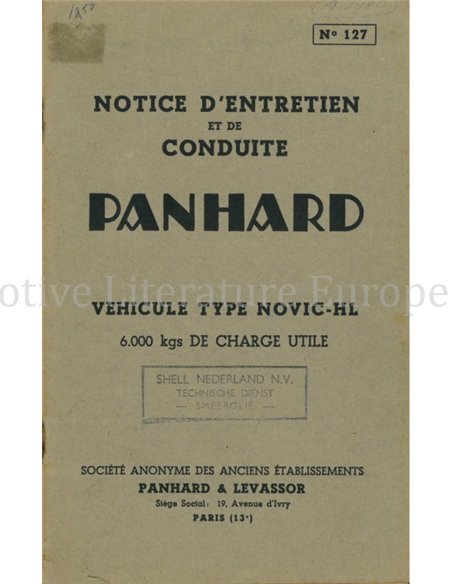 12⁵⁰
Nº 127
NOTICE D'ENTRETIEN
ET DE
CONDUITE
PANHARD
otive Literature Europe
VEHICULE TYPE NOVIC-HL
6.000 kgs DE CHARGE UTILE
SHELL NEDERLAND N.V.
TECHNISCHE DIENST
— SMEEROLIE —
SOCIÉTÉ ANONYME DES ANCIENS ÉTABLISSEMENTS
PANHARD & LEVASSOR
Siège Social: 19, Avenue d'Ivry
PARIS (13ᵉ)